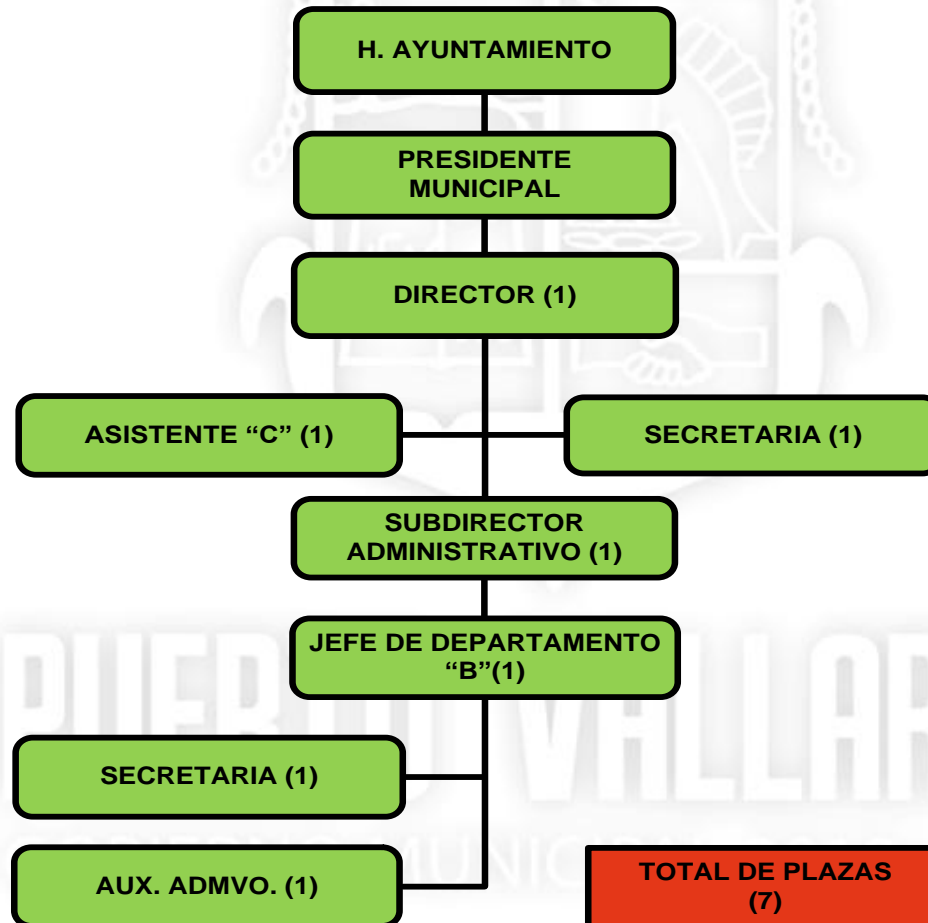 H. AYUNTAMIENTO
PRESIDENTE
MUNICIPAL
DIRECTOR (1)
ASISTENTE “C” (1)
SECRETARIA (1)
SUBDIRECTOR
ADMINISTRATIVO (1)
JEFE DE DEPARTAMENTO
“B”(1)
SECRETARIA (1)
AUX. ADMVO. (1)
TOTAL DE PLAZAS
(7)